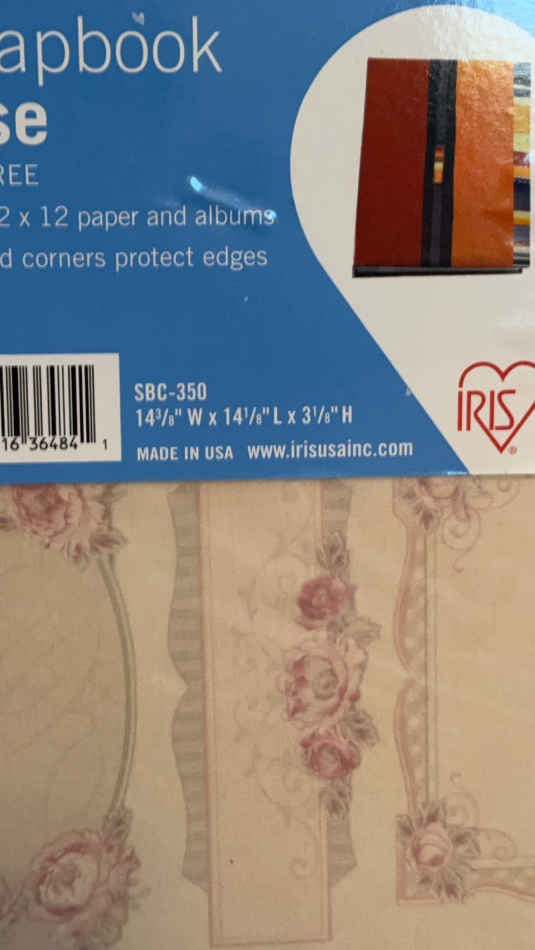 apbook
se
REE
2 x 12 paper and albums
d corners protect edges
SBC-350
14³/₈" W x 14¹/₈" L x 3¹/₈" H
16 36484 1
MADE IN USA www.irisusainc.com
IRIS®